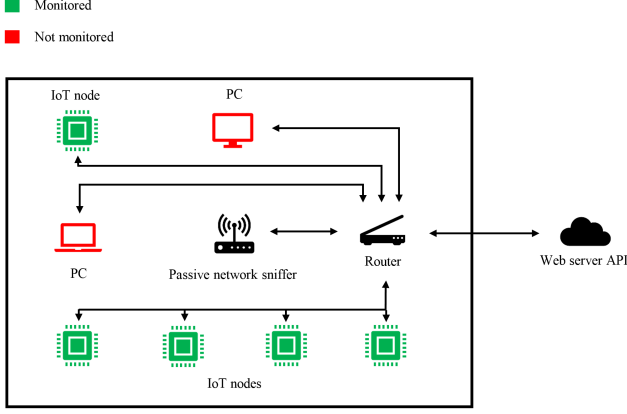 Monitored
Not monitored
IoT node
PC
PC
Passive network sniffer
Router
Web server API
IoT nodes